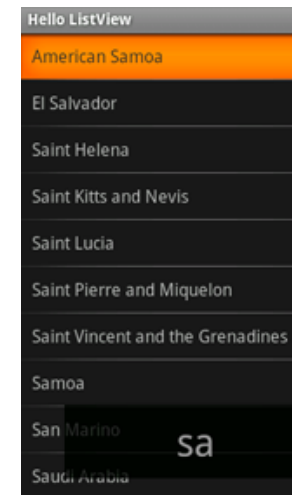 Hello ListView
American Samoa
El Salvador
Saint Helena
Saint Kitts and Nevis
Saint Lucia
Saint Pierre and Miquelon
Saint Vincent and the Grenadines
Samoa
San Marino
sa
Saudi Arabia